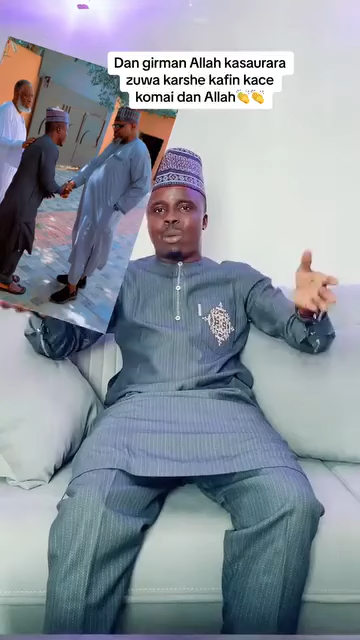 Dan girman Allah kasaurara
zuwa karshe kafin kace
komai dan Allah👏👏